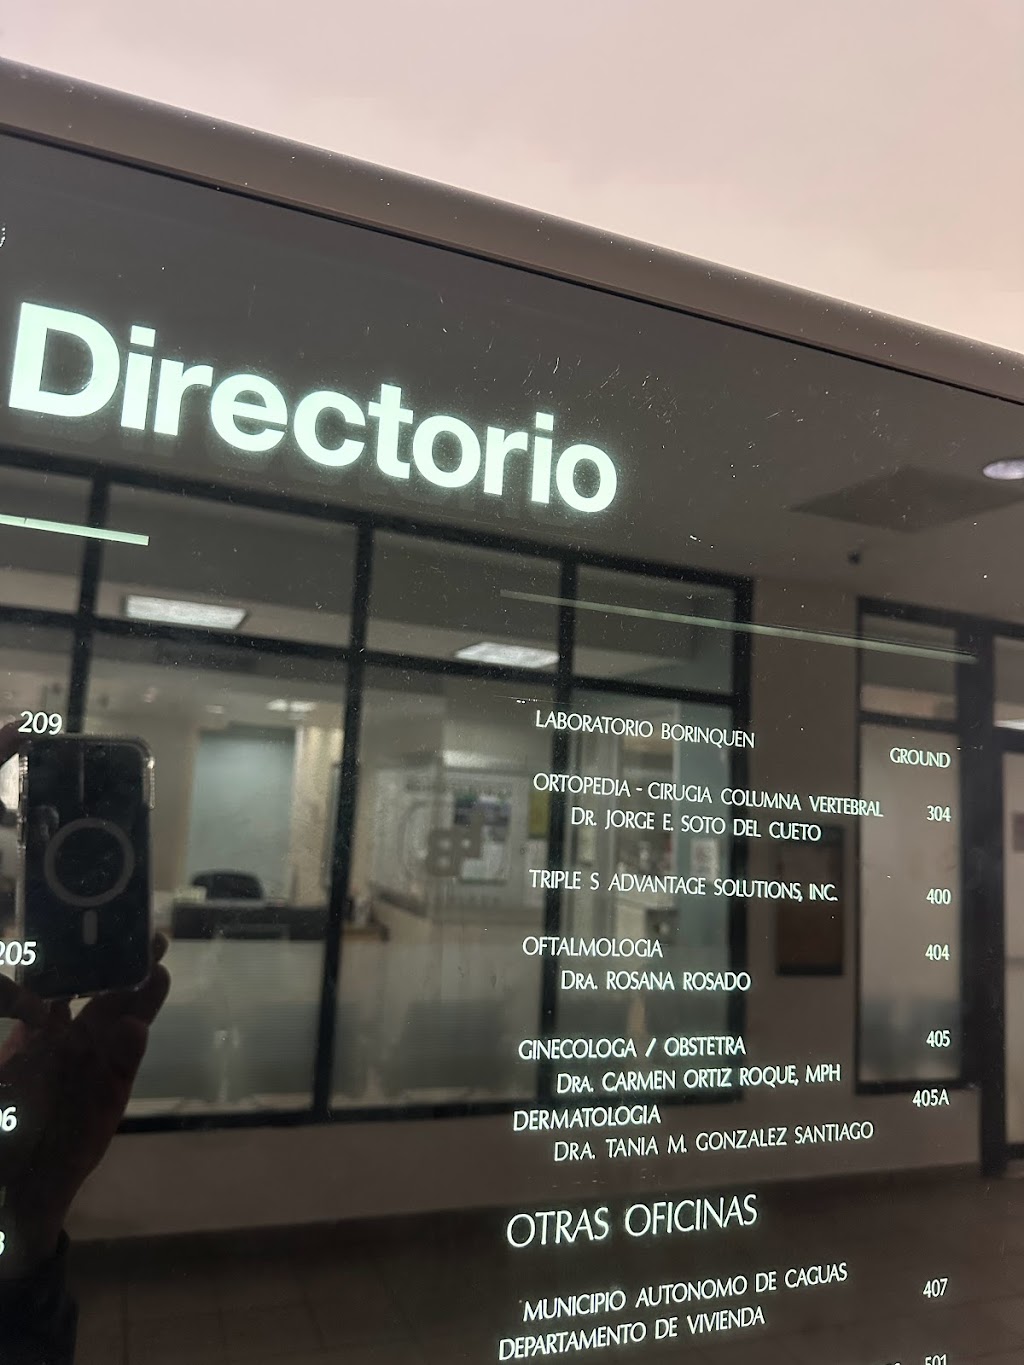 Directorio
209
205
LABORATORIO BORINQUEN GROUND
ORTOPEDIA - CIRUGIA COLUMNA VERTEBRAL 304
DR. JORGE E. SOTO DEL CUETO
TRIPLE S ADVANTAGE SOLUTIONS, INC. 400
OFTALMOLOGIA 404
DRA. ROSANA ROSADO
GINECOLOGA / OBSTETRA 405
DRA. CARMEN ORTIZ ROQUE, MPH
DERMATOLOGIA 405A
DRA. TANIA M. GONZALEZ SANTIAGO
OTRAS OFICINAS
MUNICIPIO AUTONOMO DE CAGUAS 407
DEPARTAMENTO DE VIVIENDA
501